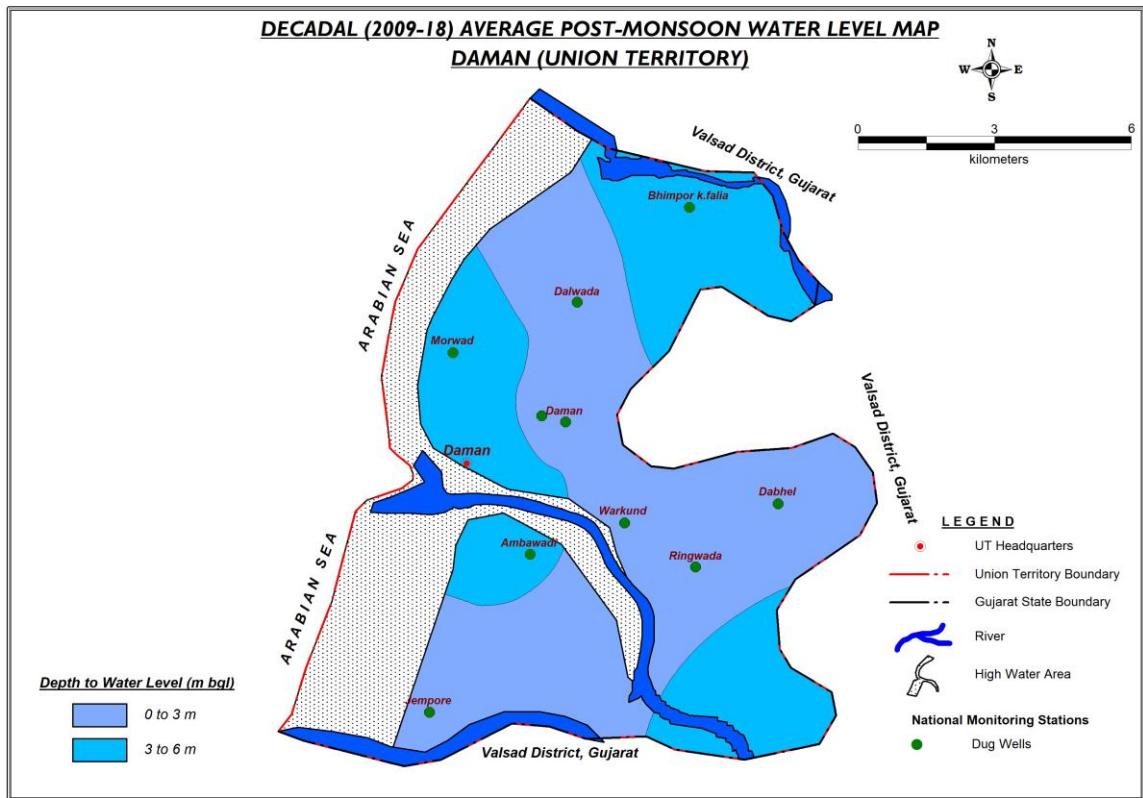 DECADAL (2009-18) AVERAGE POST-MONSOON WATER LEVEL MAP
DAMAN (UNION TERRITORY)
N
W E
S
0 3 6
kilometers
Valsad District, Gujarat
Bhimpor k.falia
ARABIAN SEA
Dalwada
Morwad
Valsad District, Gujarat
Daman
Daman
Dabhel
Warkund
Ambawadi
Ringwada
ARABIAN SEA
Jempore
Valsad District, Gujarat
Depth to Water Level (m bgl)
0 to 3 m
3 to 6 m
LEGEND
UT Headquarters
Union Territory Boundary
Gujarat State Boundary
River
High Water Area
National Monitoring Stations
Dug Wells